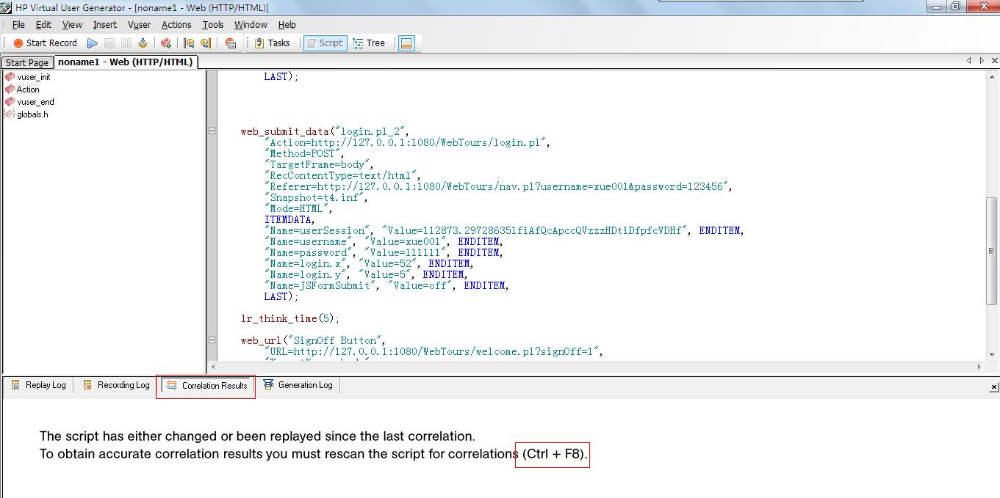 HP Virtual User Generator - [noname1 - Web (HTTP/HTML)]
File Edit View Insert Vuser Actions Tools Window Help
Start Record Tasks Script Tree
Start Page noname1 - Web (HTTP/HTML)
vuser_init
Action
vuser_end
globals.h
LAST);
web_submit_data("login.pl_2",
"Action=http://127.0.0.1:1080/WebTours/login.pl",
"Method=POST",
"TargetFrame=body",
"RecContentType=text/html",
"Referer=http://127.0.0.1:1080/WebTours/nav.pl?username=xue001&password=123456",
"Snapshot=t4.inf",
"Mode=HTML",
ITEMDATA,
"Name=userSession", "Value=112873.297286351fiAfQcApccQVzzzHDtiDfpfcVDHf", ENDITEM,
"Name=username", "Value=xue001", ENDITEM,
"Name=password", "Value=111111", ENDITEM,
"Name=login.x", "Value=52", ENDITEM,
"Name=login.y", "Value=5", ENDITEM,
"Name=JSFormSubmit", "Value=off", ENDITEM,
LAST);
lr_think_time(5);
web_url("SignOff Button",
"URL=http://127.0.0.1:1080/WebTours/welcome.pl?signOff=1",
Replay Log Recording Log Correlation Results Generation Log
The script has either changed or been replayed since the last correlation.
To obtain accurate correlation results you must rescan the script for correlations (Ctrl + F8).